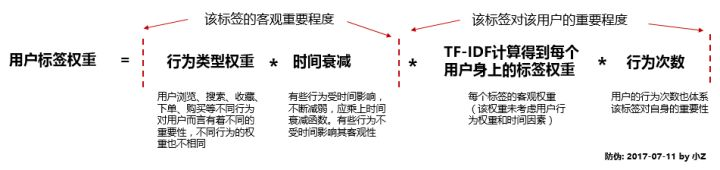 该标签的客观重要程度
该标签对该用户的重要程度
用户标签权重 = 行为类型权重 * 时间衰减 * TF-IDF计算得到每个
用户身上的标签权重 * 行为次数
用户浏览、搜索、收藏、
下单、购买等不同行为
对用户而言有着不同的
重要性，不同行为的权
重也不相同
有些行为受时间影响，
不断减弱，应乘上时间
衰减函数。有些行为不
受时间影响其客观性
每个标签的客观权重
（该权重未考虑用户行
为权重和时间因素）
用户的行为次数也体系
该标签对自身的重要性
防伪: 2017-07-11 by 小Z